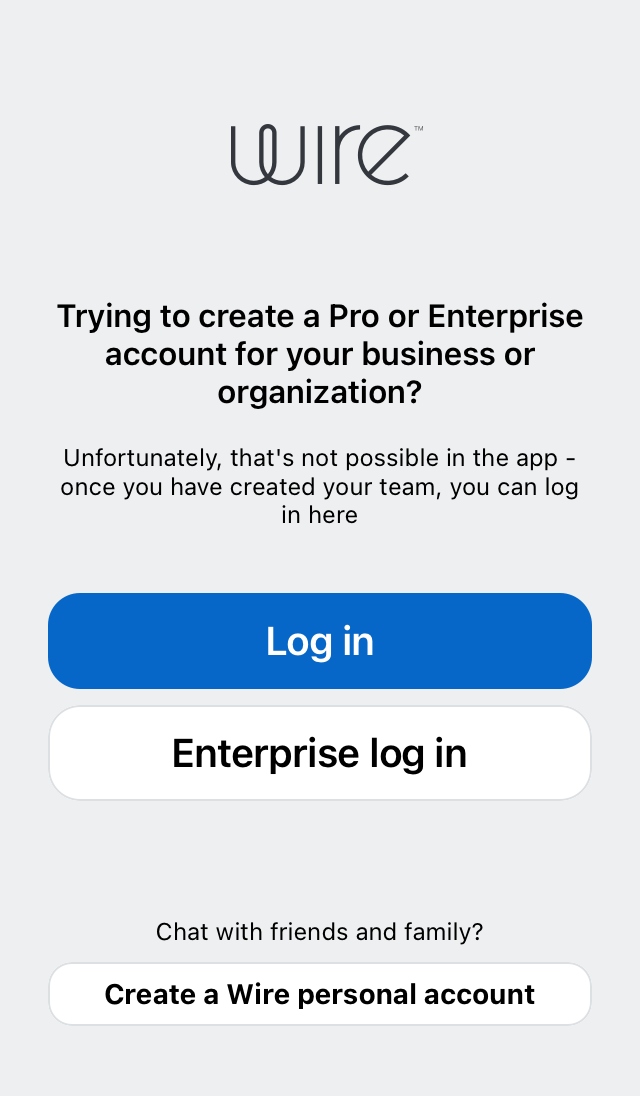 wire™
Trying to create a Pro or Enterprise
account for your business or
organization?
Unfortunately, that's not possible in the app -
once you have created your team, you can log
in here
Log in
Enterprise log in
Chat with friends and family?
Create a Wire personal account